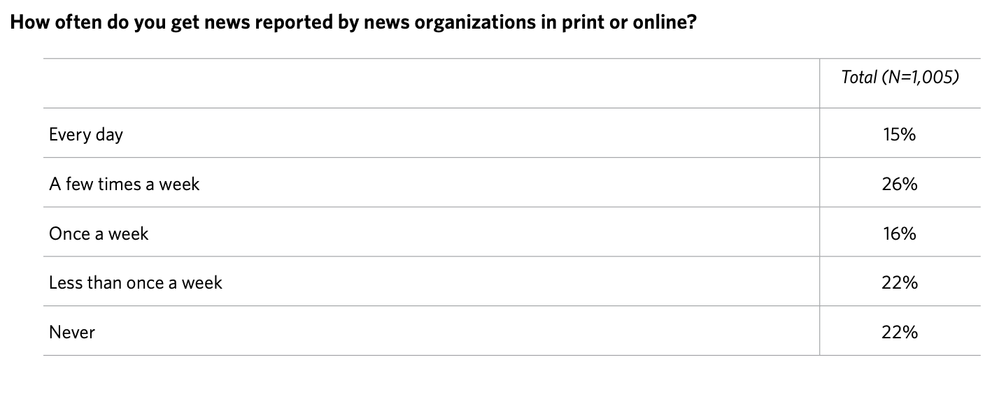 How often do you get news reported by news organizations in print or online?
Total (N=1,005)
Every day 15%
A few times a week 26%
Once a week 16%
Less than once a week 22%
Never 22%